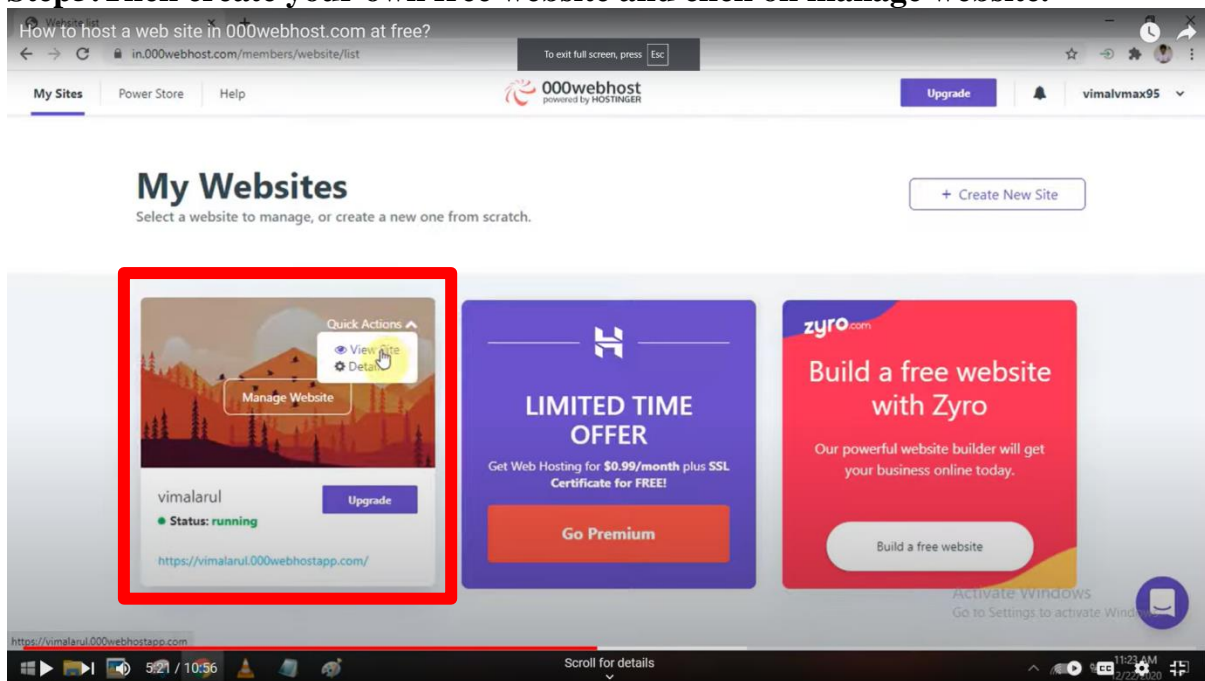 How to host a web site in 000webhost.com at free?
in.000webhost.com/members/website/list
To exit full screen, press Esc
My Sites
Power Store
Help
000webhost
powered by HOSTINGER
Upgrade
vimalvmax95
My Websites
Select a website to manage, or create a new one from scratch.
+ Create New Site
Quick Actions
View Site
Details
Manage Website
vimalarul
Upgrade
Status: running
https://vimalarul.000webhostapp.com/
LIMITED TIME
OFFER
Get Web Hosting for $0.99/month plus SSL
Certificate for FREE!
Go Premium
zyro.com
Build a free website
with Zyro
Our powerful website builder will get
your business online today.
Build a free website
Activate Windows
Go to Settings to activate Windows
https://vimalarul.000webhostapp.com
5:21 / 10:56
Scroll for details
CC
11:23 AM
2/22/2020